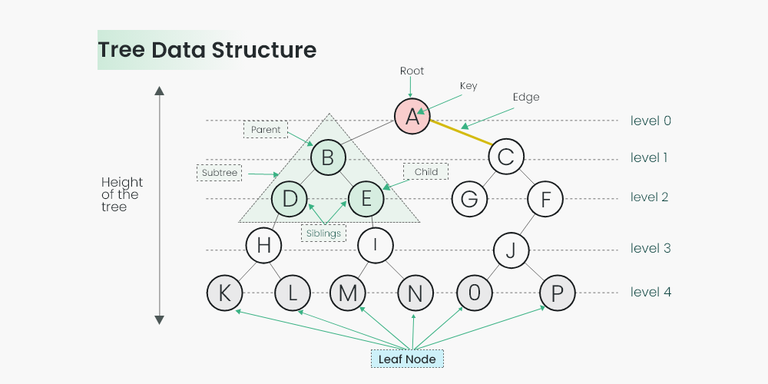 Tree Data Structure
Root
Key
Edge
A
level 0
Parent
B
C
level 1
Subtree
Child
Height
of the
tree
D
E
G
F
level 2
Siblings
H
I
J
level 3
K
L
M
N
0
P
level 4
Leaf Node